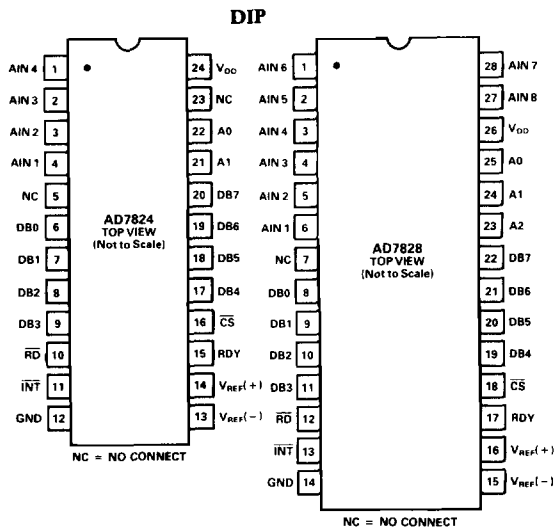 DIP
AIN 4 1
AIN 3 2
AIN 2 3
AIN 1 4
NC 5
DB0 6
DB1 7
DB2 8
DB3 9
R̅D̅ 10
I̅N̅T̅ 11
GND 12
AD7824
TOP VIEW
(Not to Scale)
24 VDD
23 NC
22 A0
21 A1
20 DB7
19 DB6
18 DB5
17 DB4
16 C̅S̅
15 RDY
14 VREF(+)
13 VREF(−)
NC = NO CONNECT
AIN 6 1
AIN 5 2
AIN 4 3
AIN 3 4
AIN 2 5
AIN 1 6
NC 7
DB0 8
DB1 9
DB2 10
DB3 11
R̅D̅ 12
I̅N̅T̅ 13
GND 14
AD7828
TOP VIEW
(Not to Scale)
28 AIN 7
27 AIN 8
26 VDD
25 A0
24 A1
23 A2
22 DB7
21 DB6
20 DB5
19 DB4
18 C̅S̅
17 RDY
16 VREF(+)
15 VREF(−)
NC = NO CONNECT